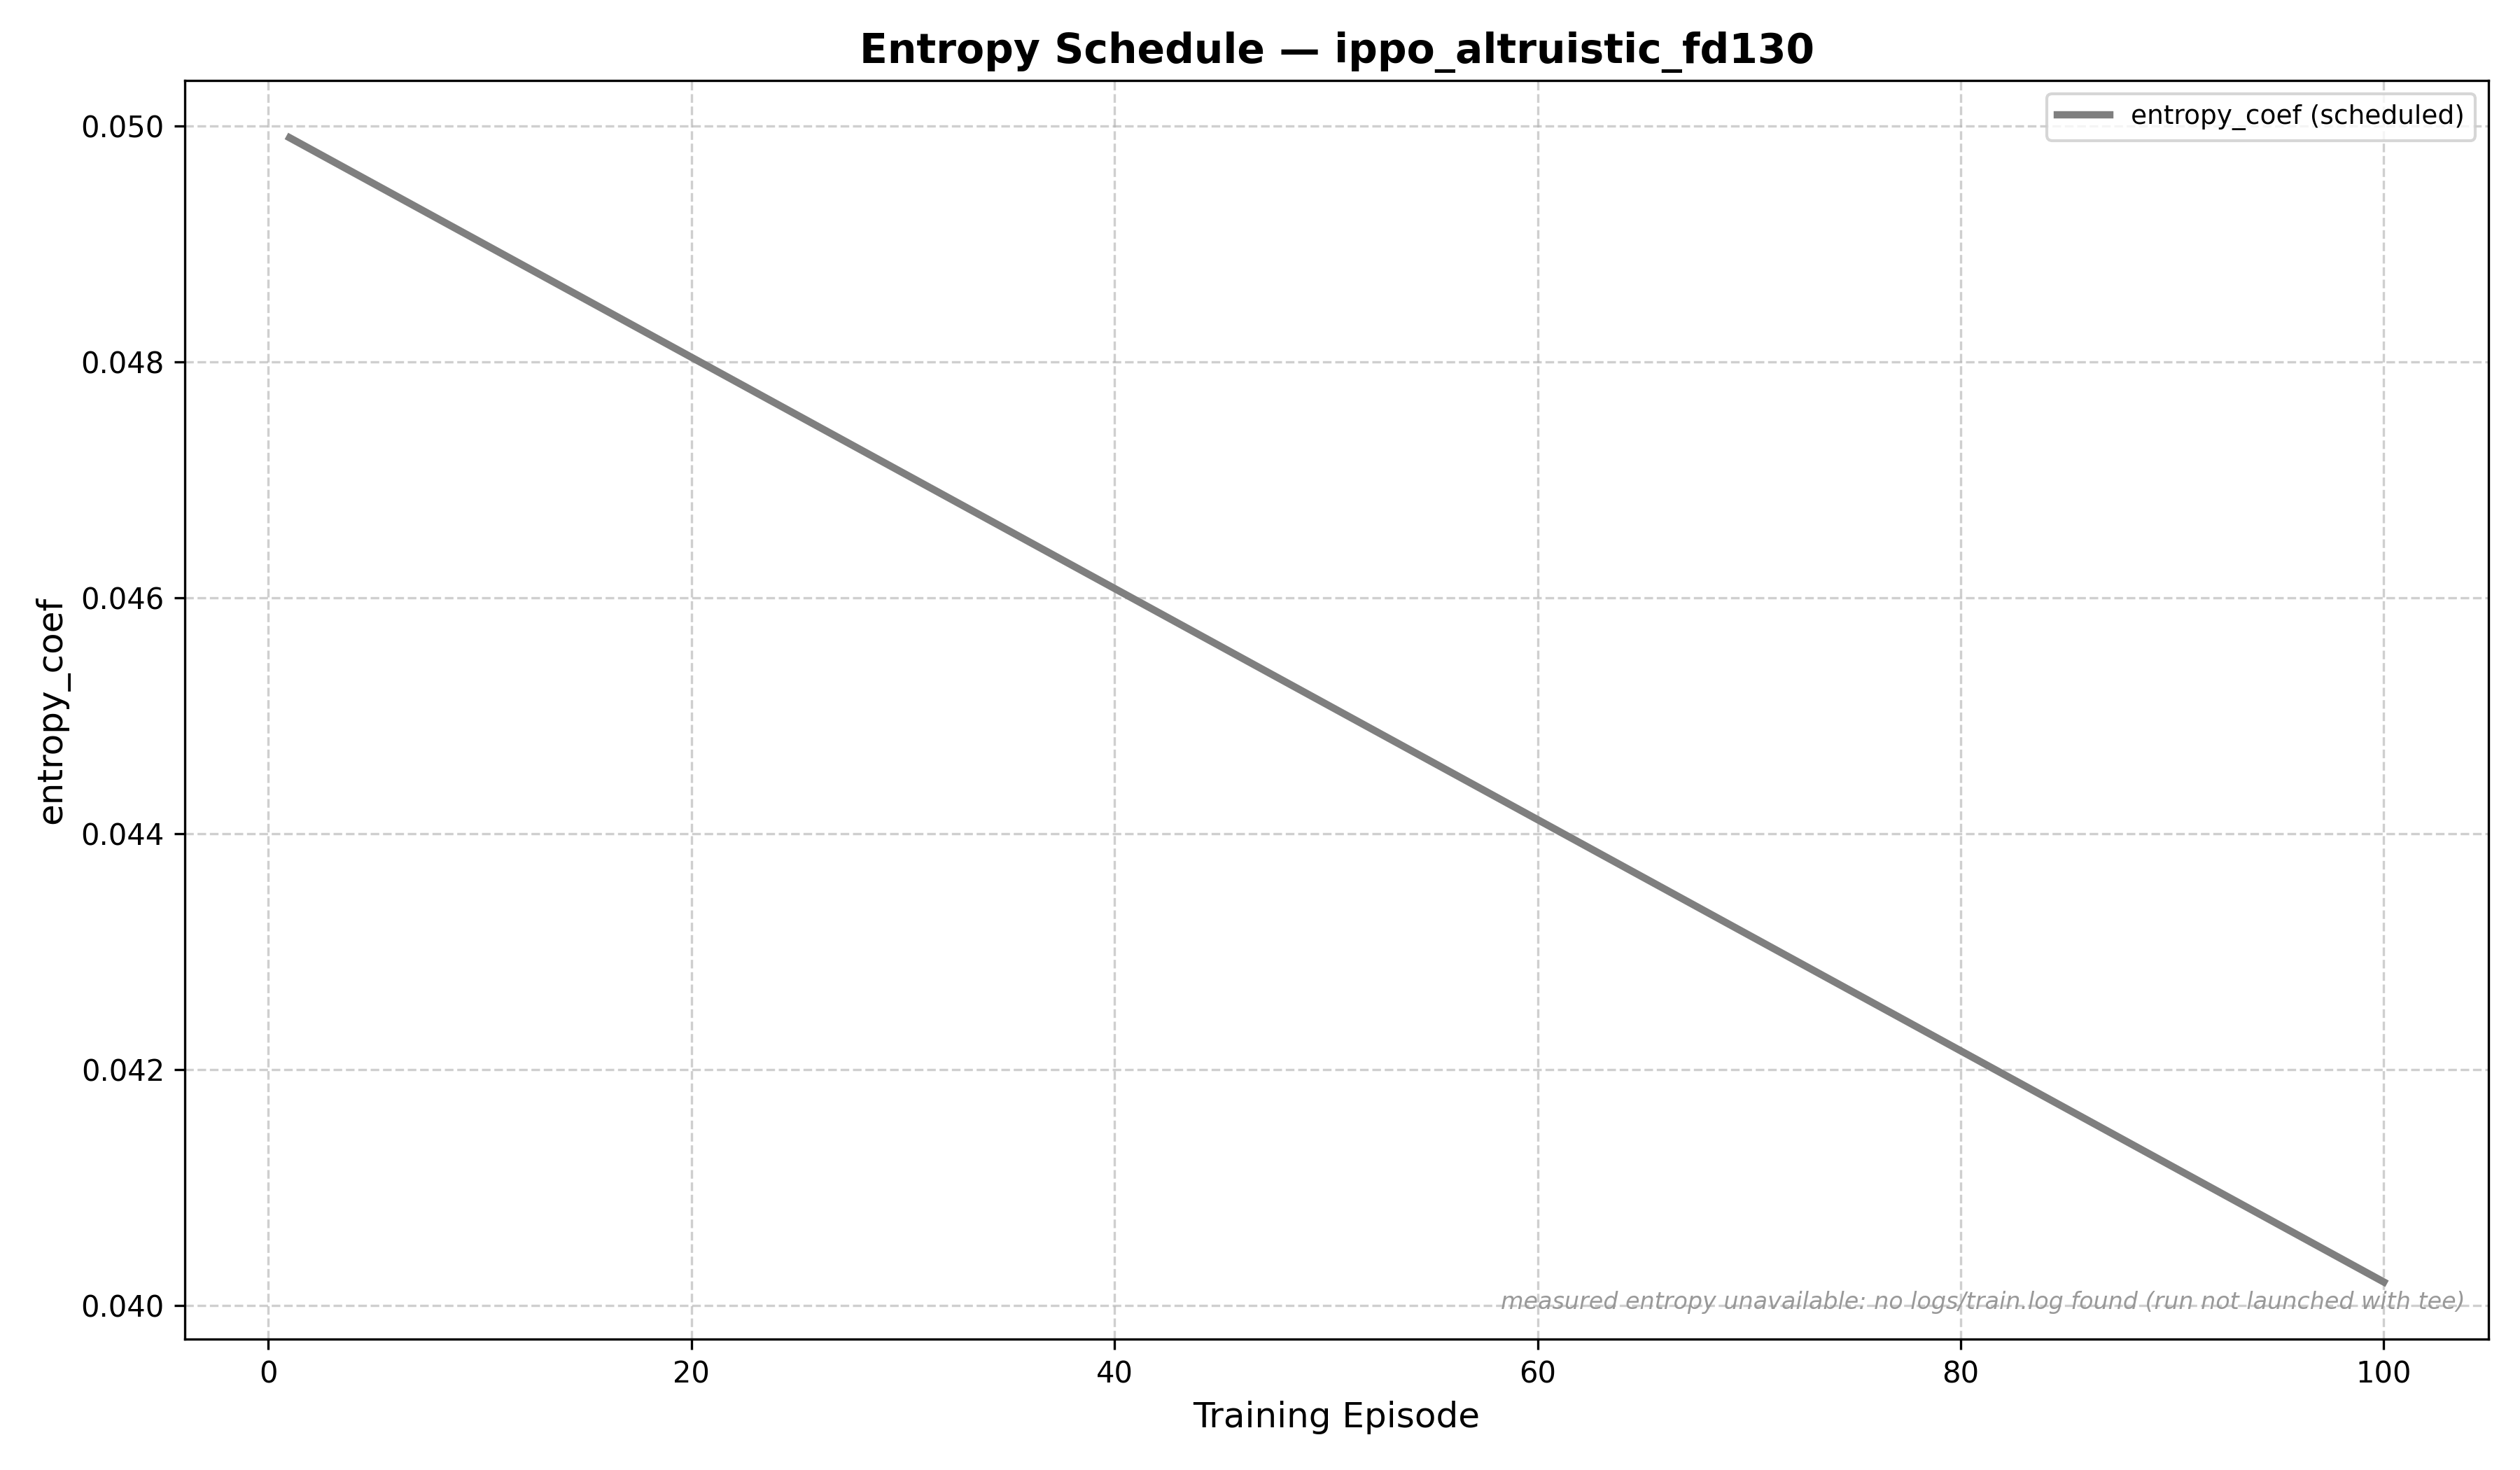 Entropy Schedule — ippo_altruistic_fd130
entropy_coef (scheduled)
0.050
0.048
0.046
0.044
0.042
0.040
entropy_coef
measured entropy unavailable: no logs/train.log found (run not launched with tee)
0 20 40 60 80 100
Training Episode